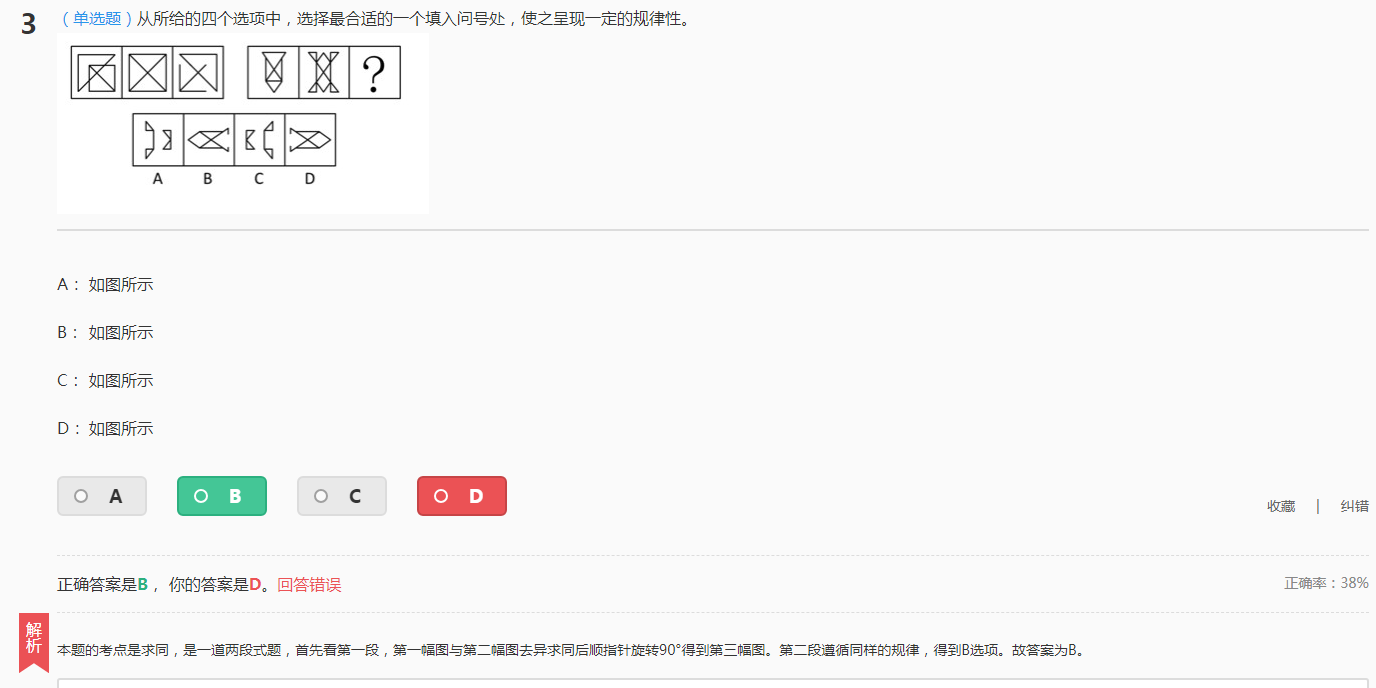 3 （单选题）从所给的四个选项中，选择最合适的一个填入问号处，使之呈现一定的规律性。
?
A B C D
A： 如图所示
B： 如图所示
C： 如图所示
D： 如图所示
A B C D
收藏 | 纠错
正确答案是B， 你的答案是D。回答错误
正确率：38%
解析
本题的考点是求同，是一道两段式题，首先看第一段，第一幅图与第二幅图去异求同后顺指针旋转90°得到第三幅图。第二段遵循同样的规律，得到B选项。故答案为B。